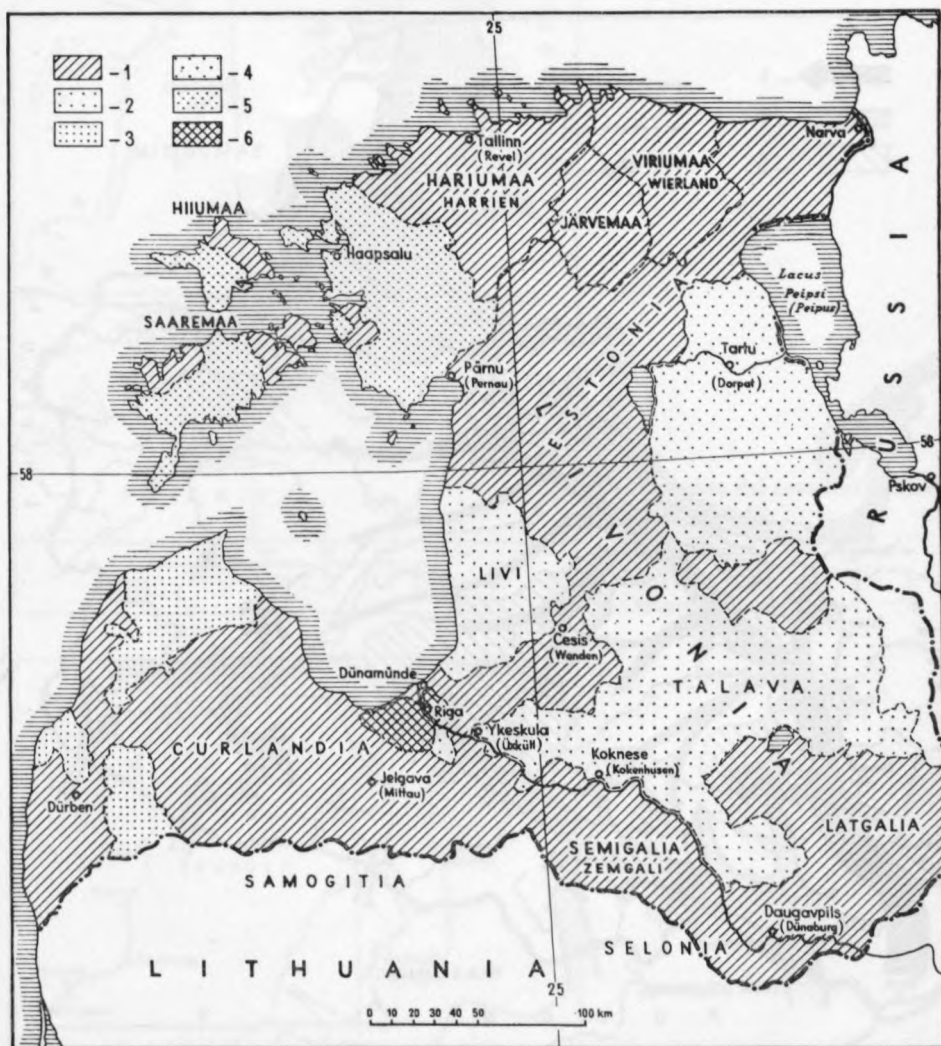 25
-1
-4
-2
-5
-3
-6
Narva
Tallinn
(Revel)
VIRIUMAA
WIERLAND
HARIUMAA
HARRIEN
JÄRVEMAA
HIIUMAA
Haapsalu
Lacus
Peipsi
(Peipus)
SAAREMAA
ESTONIA
RUSSIA
Pärnu
(Pernau)
Tartu
(Dorpat)
58
58
Pskov
LIVONIA
LIVI
Cesis
(Wenden)
TALAVA
Dünamünde
Riga
Ykeskula
(Üxküll)
CURLANDIA
Koknese
(Kokenhusen)
Jelgava
(Mittau)
Dürben
LATGALIA
SEMIGALIA
ZEMGALI
SAMOGITIA
Daugavpils
(Dünaburg)
SELONIA
LITHUANIA
25
0 10 20 30 40 50 100 km